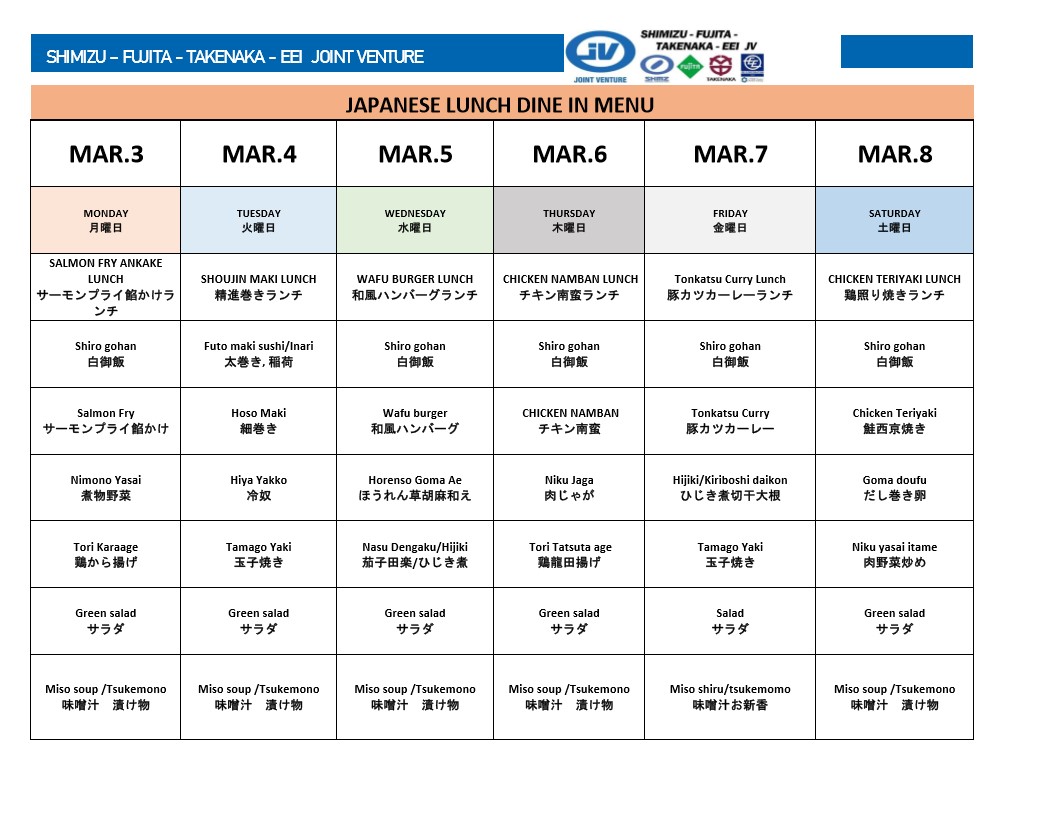 SHIMIZU – FUJITA – TAKENAKA – EEI JOINT VENTURE
JV
JOINT VENTURE
SHIMIZU - FUJITA -
TAKENAKA - EEI JV
SHIMIZ
FUJITA
TAKENAKA
JAPANESE LUNCH DINE IN MENU
MAR.3
MAR.4
MAR.5
MAR.6
MAR.7
MAR.8
MONDAY
月曜日
TUESDAY
火曜日
WEDNESDAY
水曜日
THURSDAY
木曜日
FRIDAY
金曜日
SATURDAY
土曜日
SALMON FRY ANKAKE
LUNCH
サーモンプライ餡かけラ
ンチ
SHOUJIN MAKI LUNCH
精進巻きランチ
WAFU BURGER LUNCH
和風ハンバーグランチ
CHICKEN NAMBAN LUNCH
チキン南蛮ランチ
Tonkatsu Curry Lunch
豚カツカーレーランチ
CHICKEN TERIYAKI LUNCH
鶏照り焼きランチ
Shiro gohan
白御飯
Futo maki sushi/Inari
太巻き,稲荷
Shiro gohan
白御飯
Shiro gohan
白御飯
Shiro gohan
白御飯
Shiro gohan
白御飯
Salmon Fry
サーモンプライ餡かけ
Hoso Maki
細巻き
Wafu burger
和風ハンバーグ
CHICKEN NAMBAN
チキン南蛮
Tonkatsu Curry
豚カツカーレー
Chicken Teriyaki
鮭西京焼き
Nimono Yasai
煮物野菜
Hiya Yakko
冷奴
Horenso Goma Ae
ほうれん草胡麻和え
Niku Jaga
肉じゃが
Hijiki/Kiriboshi daikon
ひじき煮切干大根
Goma doufu
だし巻き卵
Tori Karaage
鶏から揚げ
Tamago Yaki
玉子焼き
Nasu Dengaku/Hijiki
茄子田楽/ひじき煮
Tori Tatsuta age
鶏龍田揚げ
Tamago Yaki
玉子焼き
Niku yasai itame
肉野菜炒め
Green salad
サラダ
Green salad
サラダ
Green salad
サラダ
Green salad
サラダ
Salad
サラダ
Green salad
サラダ
Miso soup /Tsukemono
味噌汁　漬け物
Miso soup /Tsukemono
味噌汁　漬け物
Miso soup /Tsukemono
味噌汁　漬け物
Miso soup /Tsukemono
味噌汁　漬け物
Miso shiru/tsukemomo
味噌汁お新香
Miso soup /Tsukemono
味噌汁　漬け物